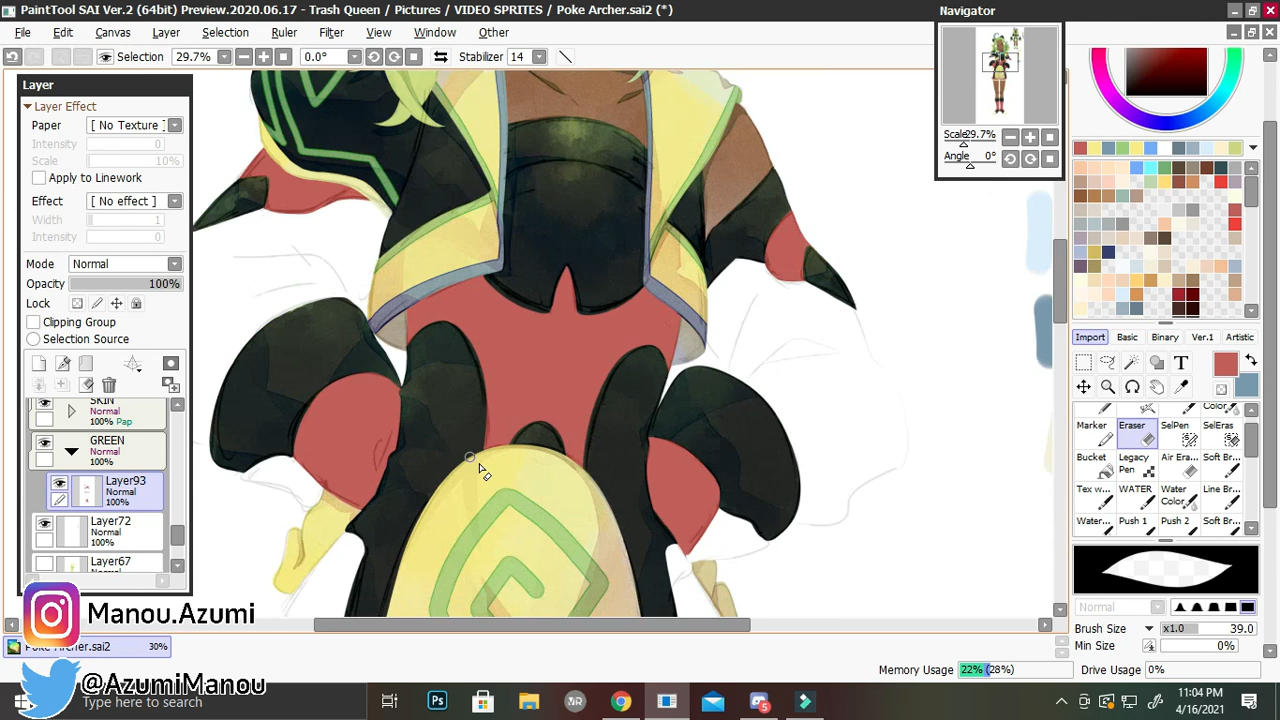 PaintTool SAI Ver.2 (64bit) Preview.2020.06.17 - Trash Queen / Pictures / VIDEO SPRITES / Poke Archer.sai2 (*)
File Edit Canvas Layer Selection Ruler Filter View Window Other
Selection 29.7% 0.0° Stabilizer 14
Navigator
Scale 29.7%
Angle 0°
Layer
Layer Effect
Paper [ No Texture ]
Intensity 0
Scale 10%
Apply to Linework
Effect [ No effect ]
Width 1
Intensity 0
Mode Normal
Opacity 100%
Lock
Clipping Group
Selection Source
SKIN
Normal
100% Pap
GREEN
Normal
100%
Layer93
Normal
100%
Layer72
Normal
100%
Layer67
Manou.Azumi
@AzumiManou
Poke Archer.sai2 30%
Import Basic Binary Ver.1 Artistic
T
Color
Marker Eraser SelPen SelEras
Bucket Legacy Pen Air Era... Soft Br...
Tex w... WATER Water Color Line Br...
Water... Push 1 Push 2 Soft Br...
Normal
Brush Size x1.0 39.0
Min Size 0%
Memory Usage 22% (28%) Drive Usage 0%
Type here to search
Ps
5
11:04 PM
4/16/2021